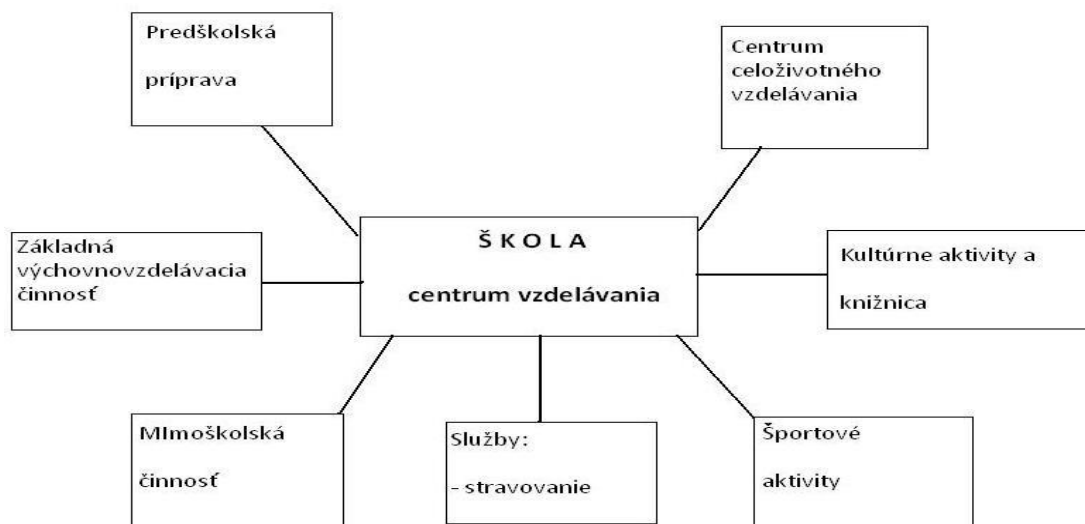 Predškolská
príprava
Centrum
celoživotného
vzdelávania
Š K O L A
centrum vzdelávania
Základná
výchovnovzdelávacia
činnosť
Kultúrne aktivity a
knižnica
MImoškolská
činnosť
Služby:
- stravovanie
Športové
aktivity